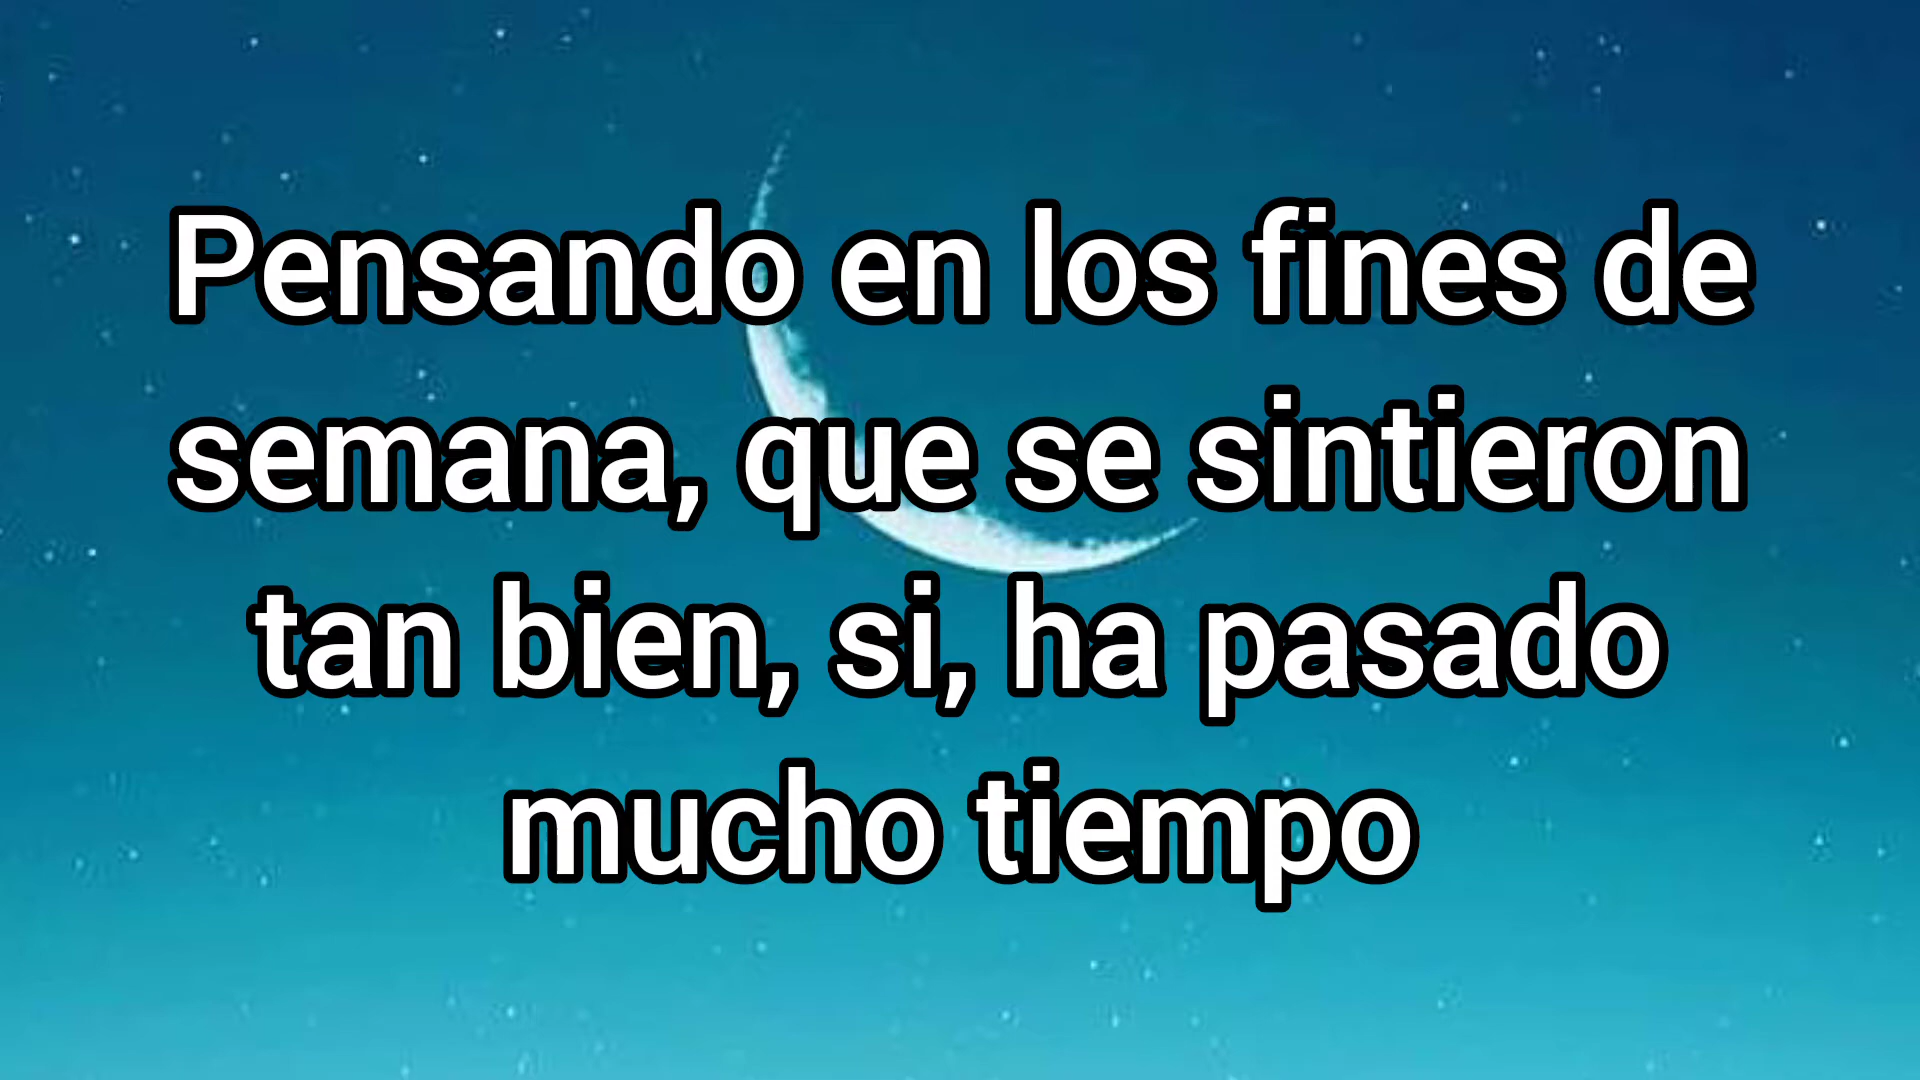 Pensando en los fines de
semana, que se sintieron
tan bien, si, ha pasado
mucho tiempo